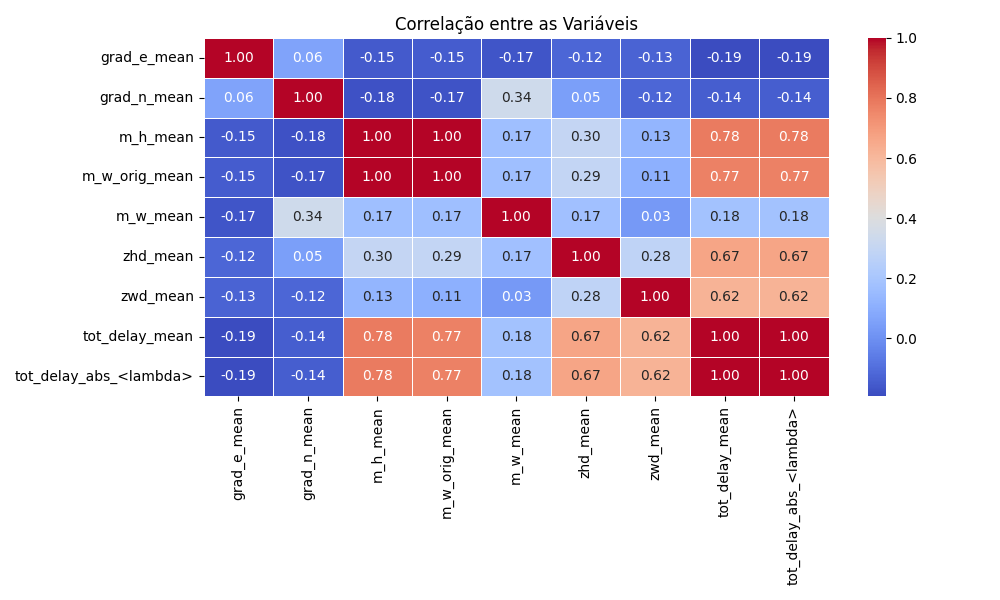 Correlação entre as Variáveis
grad_e_mean 1.00 0.06 -0.15 -0.15 -0.17 -0.12 -0.13 -0.19 -0.19
grad_n_mean 0.06 1.00 -0.18 -0.17 0.34 0.05 -0.12 -0.14 -0.14
m_h_mean -0.15 -0.18 1.00 1.00 0.17 0.30 0.13 0.78 0.78
m_w_orig_mean -0.15 -0.17 1.00 1.00 0.17 0.29 0.11 0.77 0.77
m_w_mean -0.17 0.34 0.17 0.17 1.00 0.17 0.03 0.18 0.18
zhd_mean -0.12 0.05 0.30 0.29 0.17 1.00 0.28 0.67 0.67
zwd_mean -0.13 -0.12 0.13 0.11 0.03 0.28 1.00 0.62 0.62
tot_delay_mean -0.19 -0.14 0.78 0.77 0.18 0.67 0.62 1.00 1.00
tot_delay_abs_<lambda> -0.19 -0.14 0.78 0.77 0.18 0.67 0.62 1.00 1.00
grad_e_mean
grad_n_mean
m_h_mean
m_w_orig_mean
m_w_mean
zhd_mean
zwd_mean
tot_delay_mean
tot_delay_abs_<lambda>
1.0
0.8
0.6
0.4
0.2
0.0